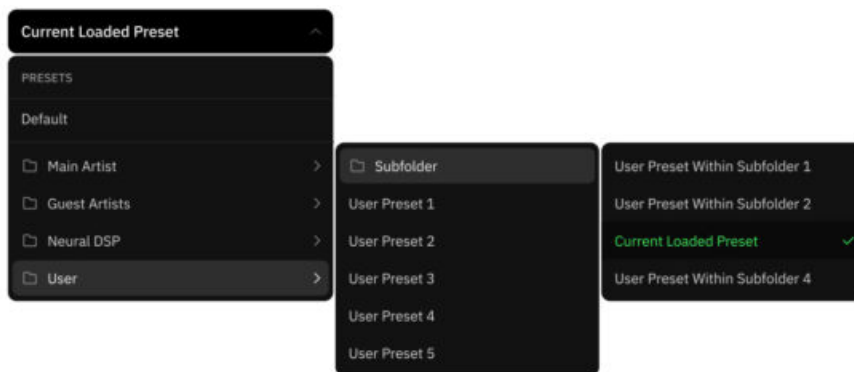 Current Loaded Preset
PRESETS
Default
Main Artist
Guest Artists
Neural DSP
User
Subfolder
User Preset 1
User Preset 2
User Preset 3
User Preset 4
User Preset 5
User Preset Within Subfolder 1
User Preset Within Subfolder 2
Current Loaded Preset
User Preset Within Subfolder 4